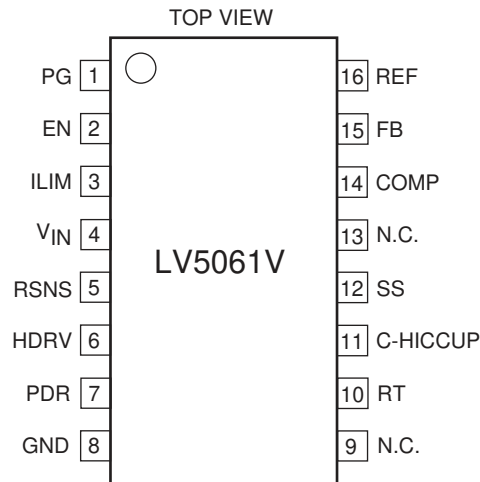 TOP VIEW
PG 1
EN 2
ILIM 3
VIN 4
RSNS 5
HDRV 6
PDR 7
GND 8
LV5061V
16 REF
15 FB
14 COMP
13 N.C.
12 SS
11 C-HICCUP
10 RT
9 N.C.